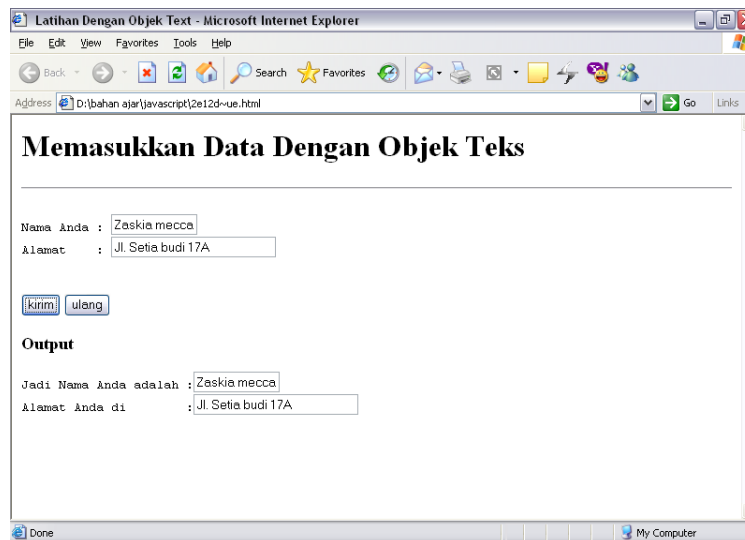 Latihan Dengan Objek Text - Microsoft Internet Explorer
File Edit View Favorites Tools Help
Back Search Favorites
Address D:\bahan ajar\javascript\2e12d~ue.html Go Links
Memasukkan Data Dengan Objek Teks
Nama Anda : Zaskia mecca
Alamat : Jl. Setia budi 17A
kirim ulang
Output
Jadi Nama Anda adalah : Zaskia mecca
Alamat Anda di : Jl. Setia budi 17A
Done My Computer